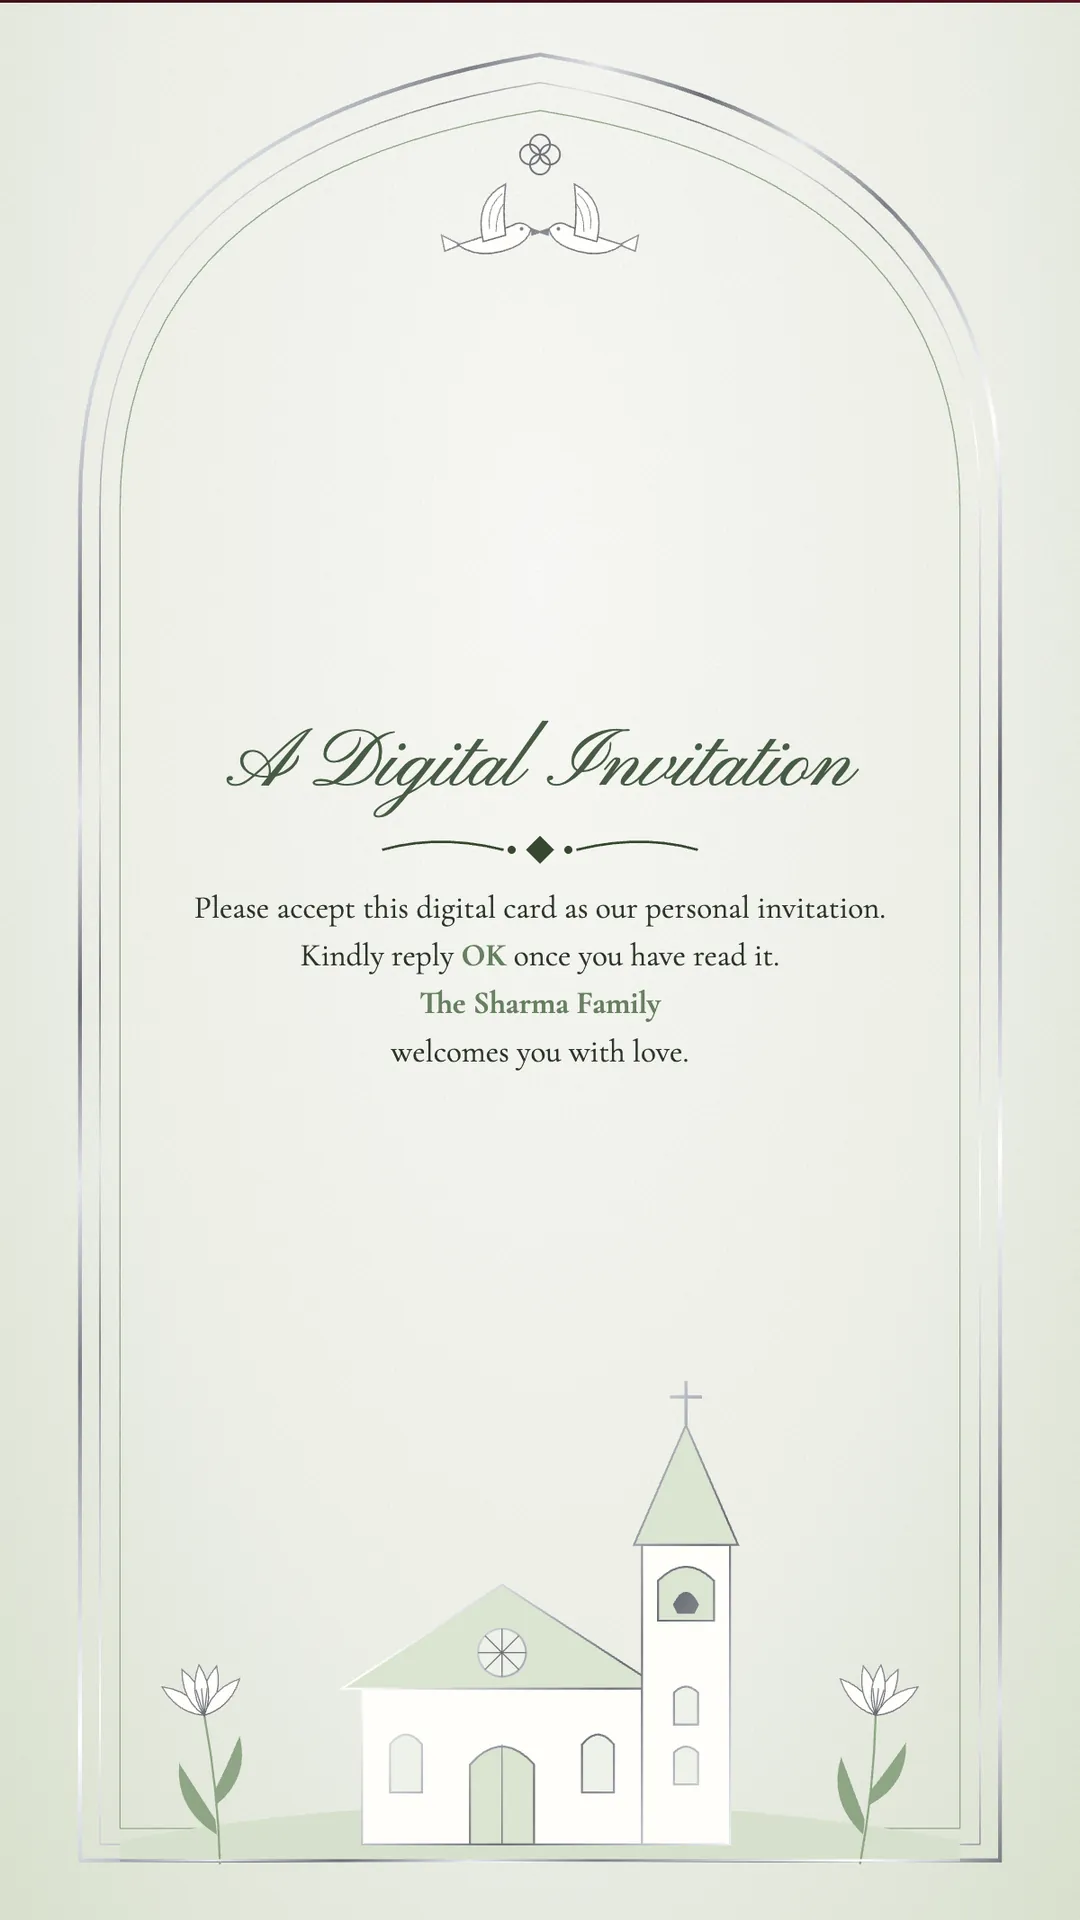 A Digital Invitation
Please accept this digital card as our personal invitation.
Kindly reply OK once you have read it.
The Sharma Family
welcomes you with love.